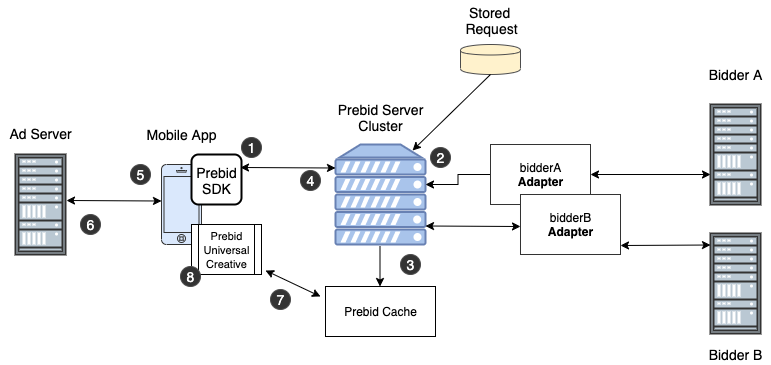 Stored
Request
Bidder A
Prebid Server
Cluster
Ad Server
Mobile App
1
2
bidderA
Adapter
5
Prebid
SDK
4
6
bidderB
Adapter
Prebid
Universal
Creative
3
8
7
Prebid Cache
Bidder B